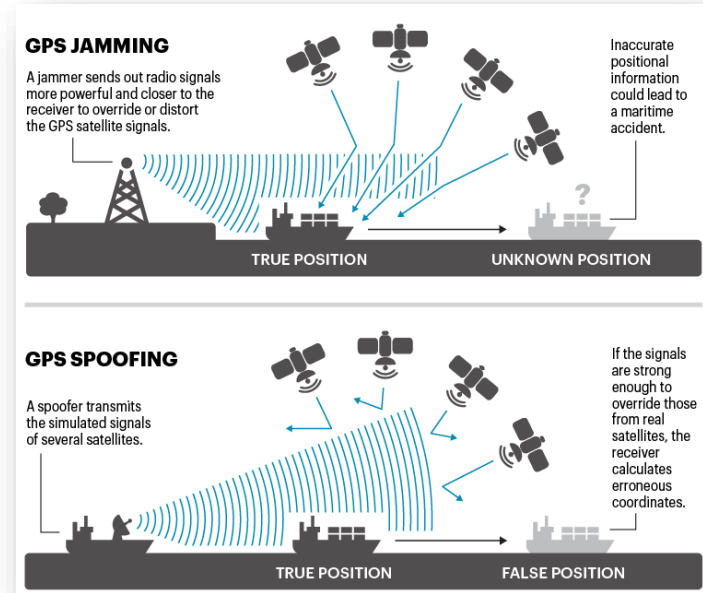 GPS JAMMING
A jammer sends out radio signals
more powerful and closer to the
receiver to override or distort
the GPS satellite signals.
Inaccurate
positional
information
could lead to
a maritime
accident.
?
TRUE POSITION
UNKNOWN POSITION
GPS SPOOFING
A spoofer transmits
the simulated signals
of several satellites.
If the signals
are strong
enough to
override those
from real
satellites, the
receiver
calculates
erroneous
coordinates.
TRUE POSITION
FALSE POSITION